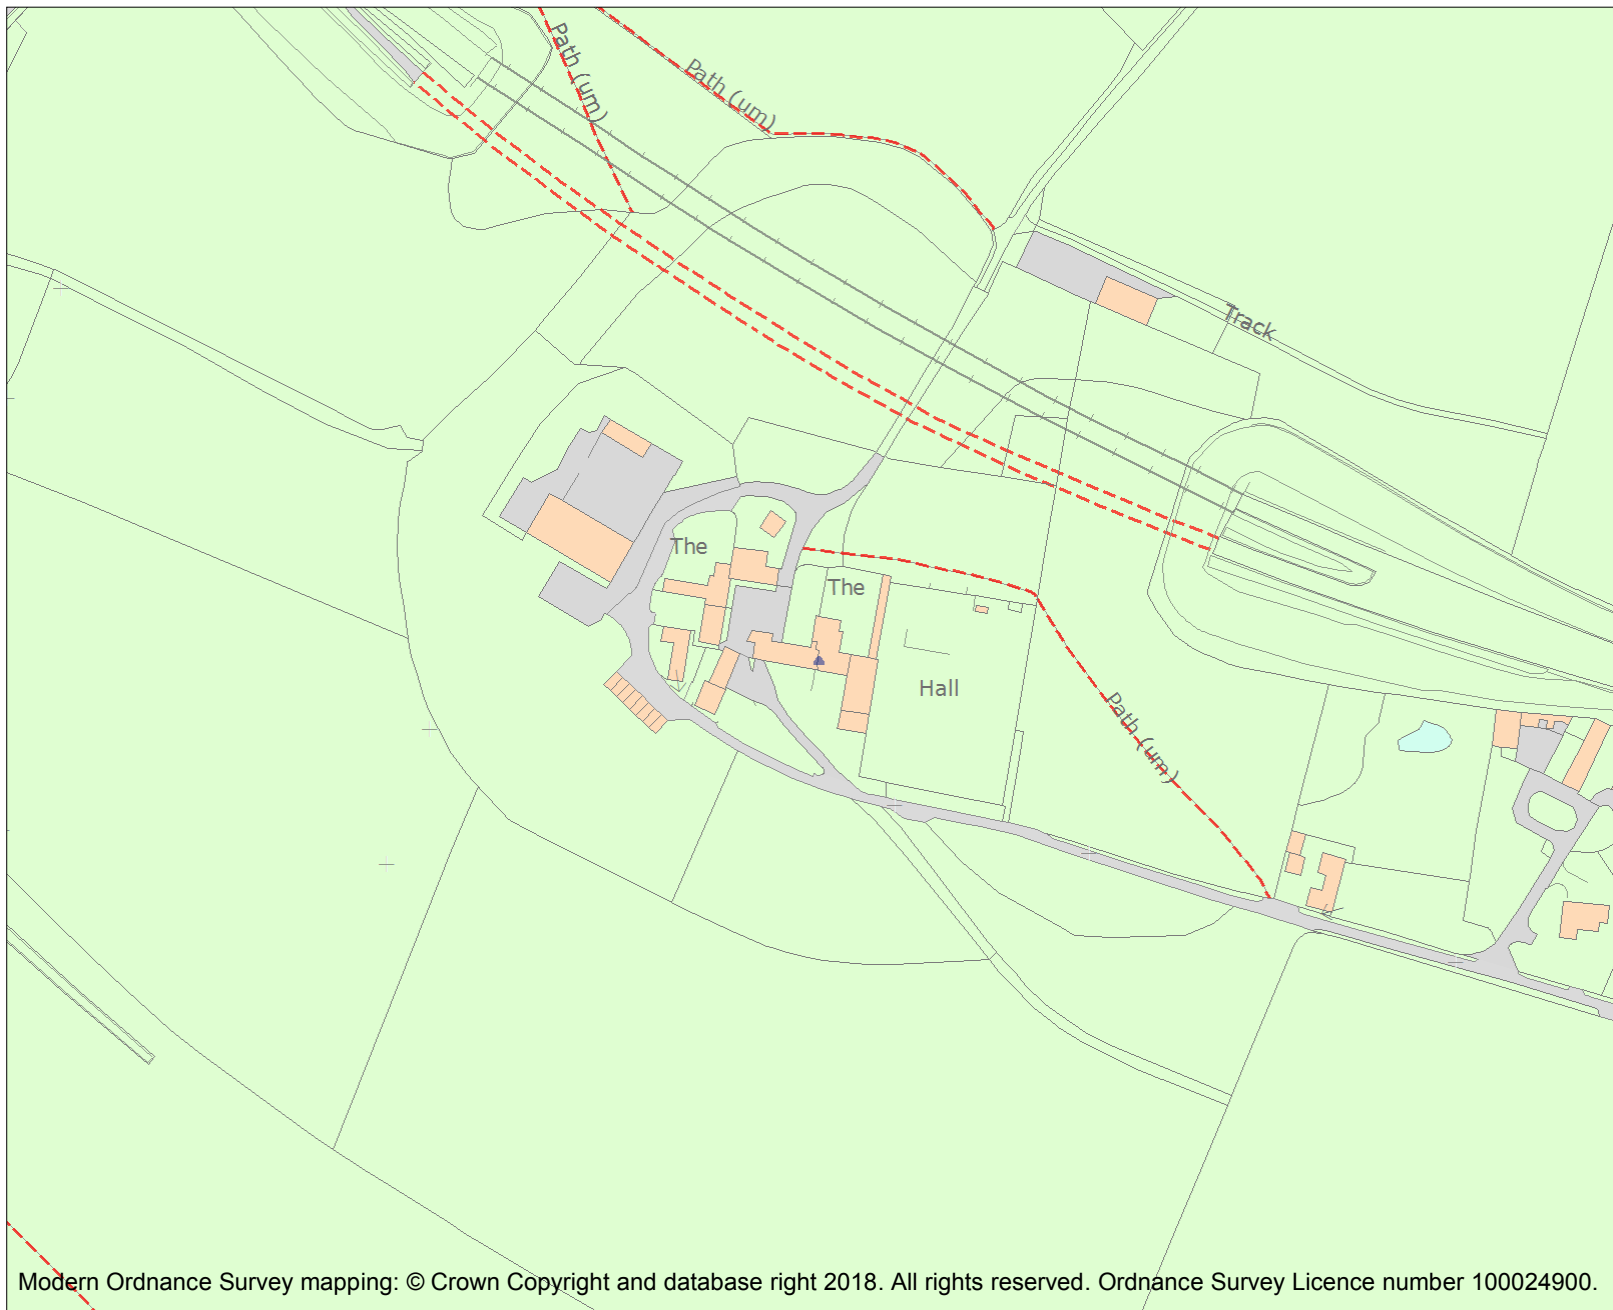 Path (um)
Path (um)
Track
The
The
Hall
Path (um)
Modern Ordnance Survey mapping: © Crown Copyright and database right 2018. All rights reserved. Ordnance Survey Licence number 100024900.